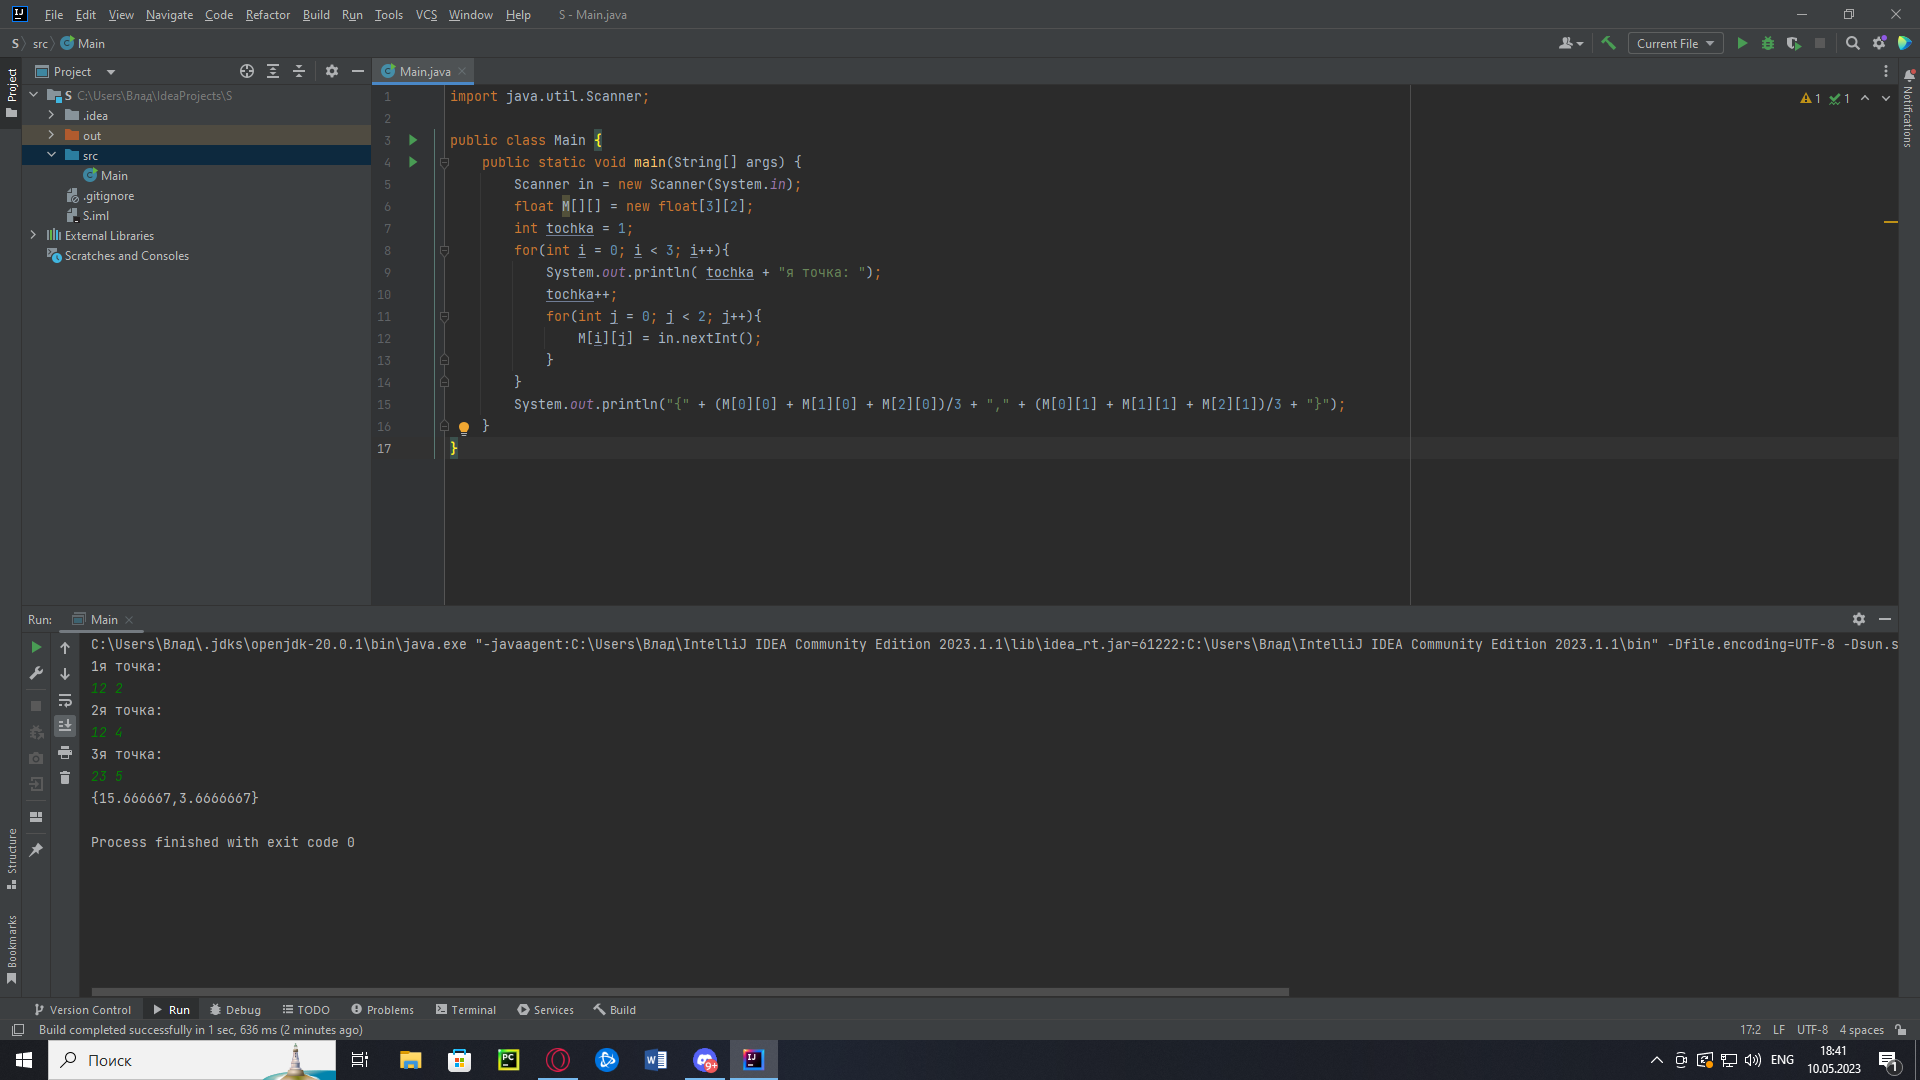 File Edit View Navigate Code Refactor Build Run Tools VCS Window Help S - Main.java
S src Main
Current File
Project
Main.java
Project
S C:\Users\Влад\IdeaProjects\S
.idea
out
src
Main
.gitignore
S.iml
External Libraries
Scratches and Consoles
1 import java.util.Scanner;
2
3 public class Main {
4 public static void main(String[] args) {
5 Scanner in = new Scanner(System.in);
6 float M[][] = new float[3][2];
7 int tochka = 1;
8 for(int i = 0; i < 3; i++){
9 System.out.println( tochka + "я точка: ");
10 tochka++;
11 for(int j = 0; j < 2; j++){
12 M[i][j] = in.nextInt();
13 }
14 }
15 System.out.println("{" + (M[0][0] + M[1][0] + M[2][0])/3 + "," + (M[0][1] + M[1][1] + M[2][1])/3 + "}");
16 }
17 }
1 1
Notifications
Run: Main
C:\Users\Влад\.jdks\openjdk-20.0.1\bin\java.exe "-javaagent:C:\Users\Влад\IntelliJ IDEA Community Edition 2023.1.1\lib\idea_rt.jar=61222:C:\Users\Влад\IntelliJ IDEA Community Edition 2023.1.1\bin" -Dfile.encoding=UTF-8 -Dsun.s
1я точка:
12 2
2я точка:
12 4
3я точка:
23 5
{15.666667,3.6666667}
Process finished with exit code 0
Structure
Bookmarks
Version Control Run Debug TODO Problems Terminal Services Build
Build completed successfully in 1 sec, 636 ms (2 minutes ago)
17:2 LF UTF-8 4 spaces
Поиск
PC
W
9+
IJ
ENG
18:41
10.05.2023
1